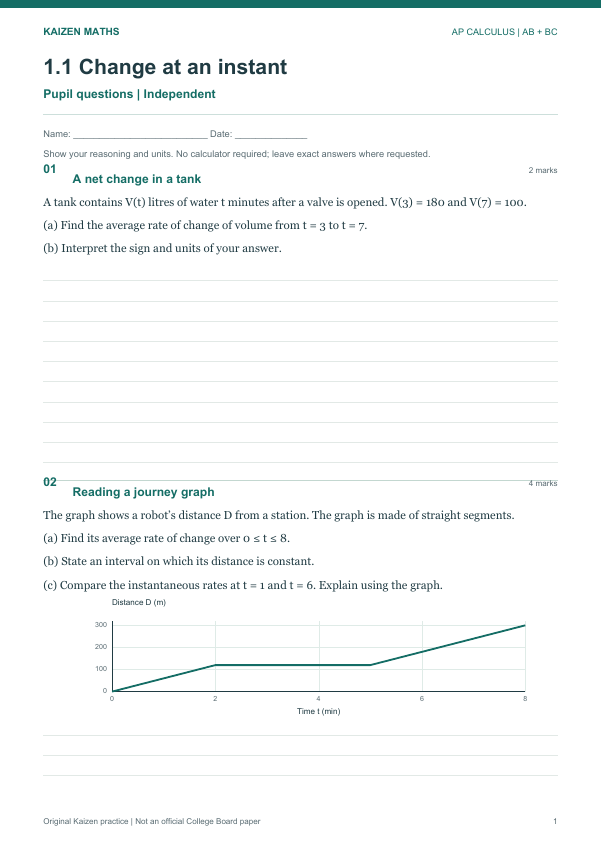 KAIZEN MATHS
AP CALCULUS | AB + BC
1.1 Change at an instant
Pupil questions | Independent
Name: ___________________________ Date: _______________
Show your reasoning and units. No calculator required; leave exact answers where requested.
01
2 marks
A net change in a tank
A tank contains V(t) litres of water t minutes after a valve is opened. V(3) = 180 and V(7) = 100.
(a) Find the average rate of change of volume from t = 3 to t = 7.
(b) Interpret the sign and units of your answer.
02
4 marks
Reading a journey graph
The graph shows a robot's distance D from a station. The graph is made of straight segments.
(a) Find its average rate of change over 0 ≤ t ≤ 8.
(b) State an interval on which its distance is constant.
(c) Compare the instantaneous rates at t = 1 and t = 6. Explain using the graph.
Distance D (m)
300
200
100
0
0 2 4 6 8
Time t (min)
Original Kaizen practice | Not an official College Board paper
1